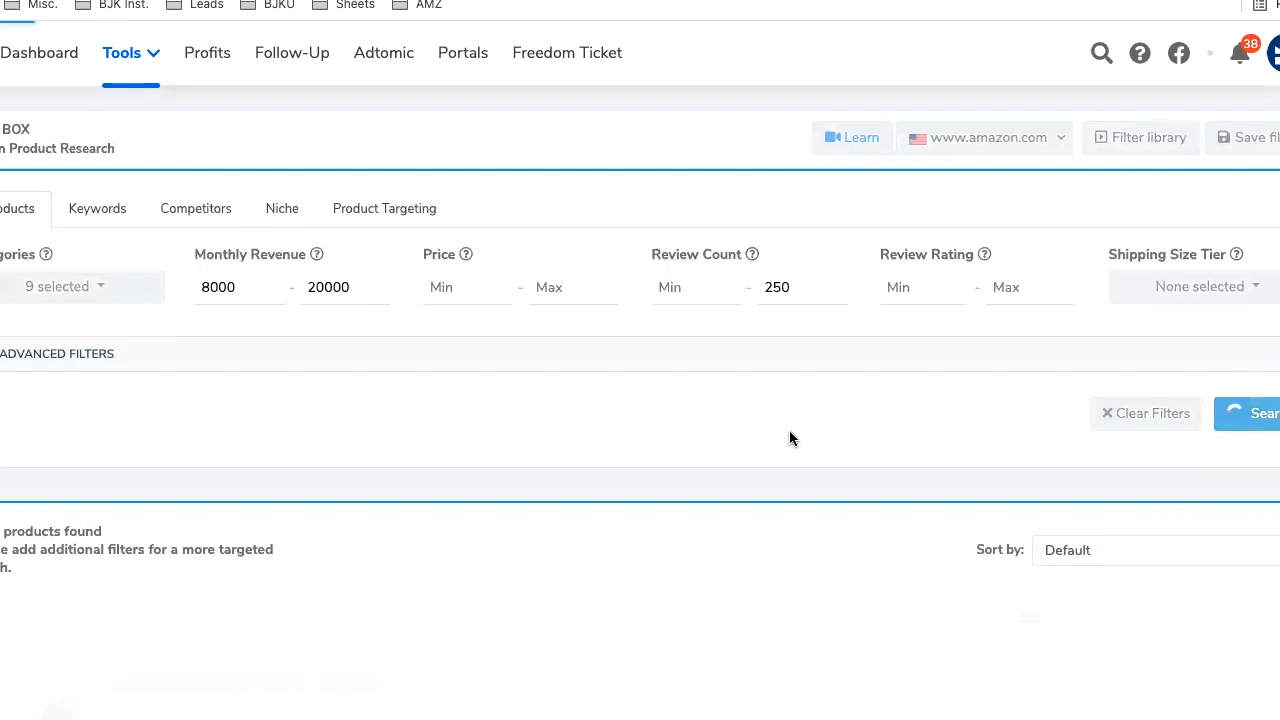 Misc. BJK Inst. Leads BJKU Sheets AMZ
Dashboard Tools Profits Follow-Up Adtomic Portals Freedom Ticket 38
BOX
n Product Research
Learn www.amazon.com Filter library Save fil
oducts Keywords Competitors Niche Product Targeting
gories Monthly Revenue Price Review Count Review Rating Shipping Size Tier
9 selected 8000 - 20000 Min - Max Min - 250 Min - Max None selected
ADVANCED FILTERS
Clear Filters Sear
products found
e add additional filters for a more targeted
h.
Sort by: Default